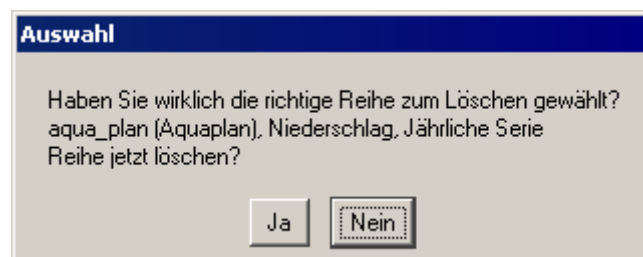 Auswahl
Haben Sie wirklich die richtige Reihe zum Löschen gewählt?
aqua_plan (Aquaplan), Niederschlag, Jährliche Serie
Reihe jetzt löschen?
Ja
Nein